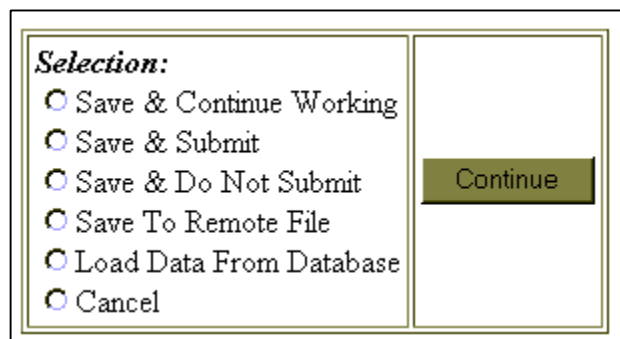 Selection:
Save & Continue Working
Save & Submit
Save & Do Not Submit
Continue
Save To Remote File
Load Data From Database
Cancel